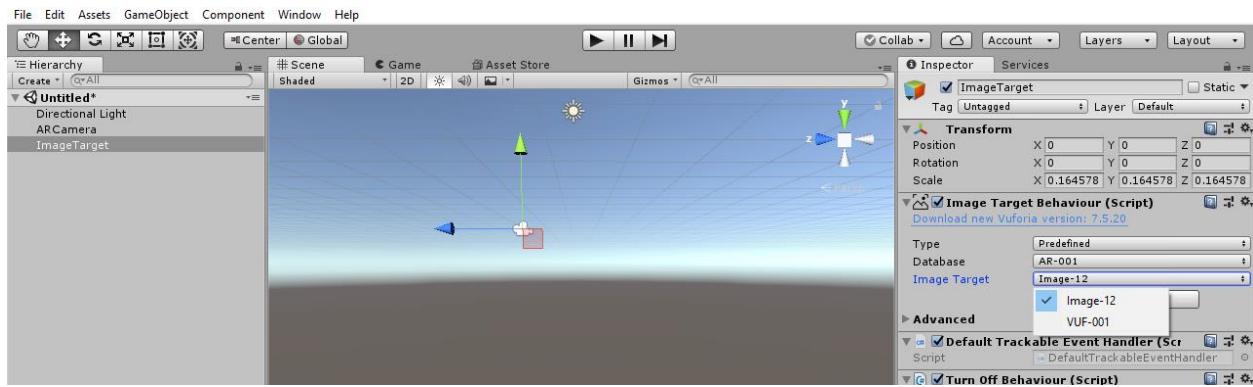 File Edit Assets GameObject Component Window Help
Center Global Collab Account Layers Layout
Hierarchy # Scene Game Asset Store Inspector Services
Create Q▾All Shaded 2D Gizmos Q▾All ImageTarget Static
Untitled* Tag Untagged Layer Default
Directional Light
ARCamera Transform
ImageTarget Position X 0 Y 0 Z 0
y
z
Rotation X 0 Y 0 Z 0
Scale X 0.164578 Y 0.164578 Z 0.164578
Image Target Behaviour (Script)
Download new Vuforia version: 7.5.20
Type Predefined
Database AR-001
Image Target Image-12
Image-12
VUF-001
Advanced
Default Trackable Event Handler (Scr
Script DefaultTrackableEventHandler
Turn Off Behaviour (Script)